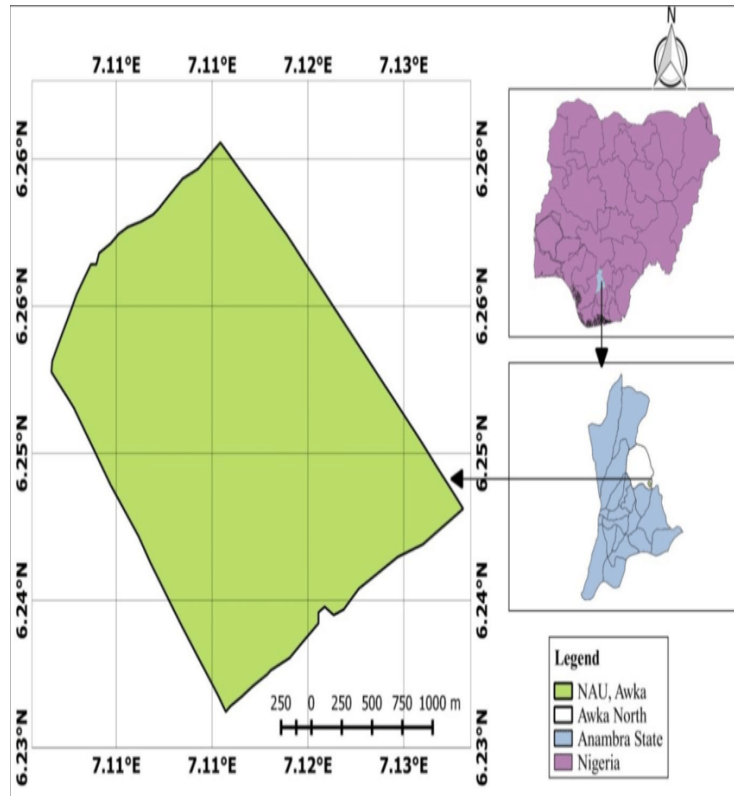 N
7.11°E 7.11°E 7.12°E 7.13°E
6.26°N 6.26°N
6.26°N 6.26°N
6.25°N 6.25°N
6.24°N 6.24°N
6.23°N 6.23°N
250 0 250 500 750 1000 m
7.11°E 7.11°E 7.12°E 7.13°E
Legend
NAU, Awka
Awka North
Anambra State
Nigeria